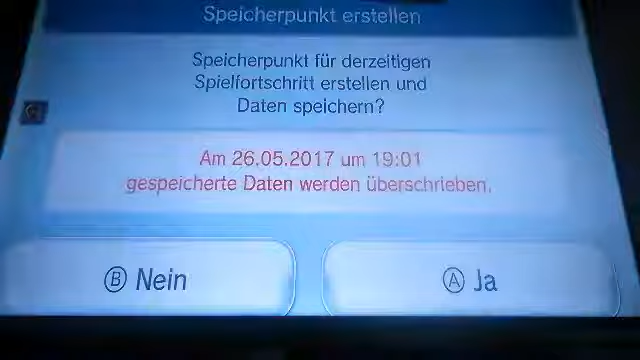 Speicherpunkt erstellen
Speicherpunkt für derzeitigen
Spielfortschritt erstellen und
Daten speichern?
Am 26.05.2017 um 19:01
gespeicherte Daten werden überschrieben.
Ⓑ Nein
Ⓐ Ja